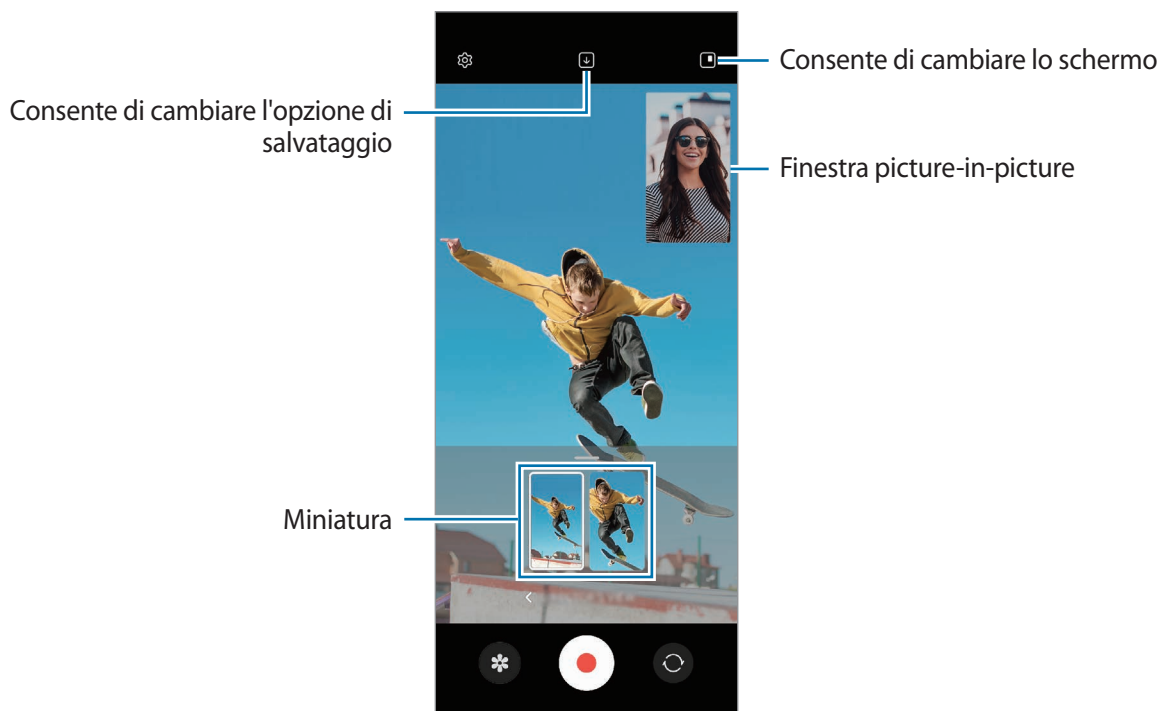 Consente di cambiare lo schermo
Consente di cambiare l'opzione di
salvataggio
Finestra picture-in-picture
Miniatura